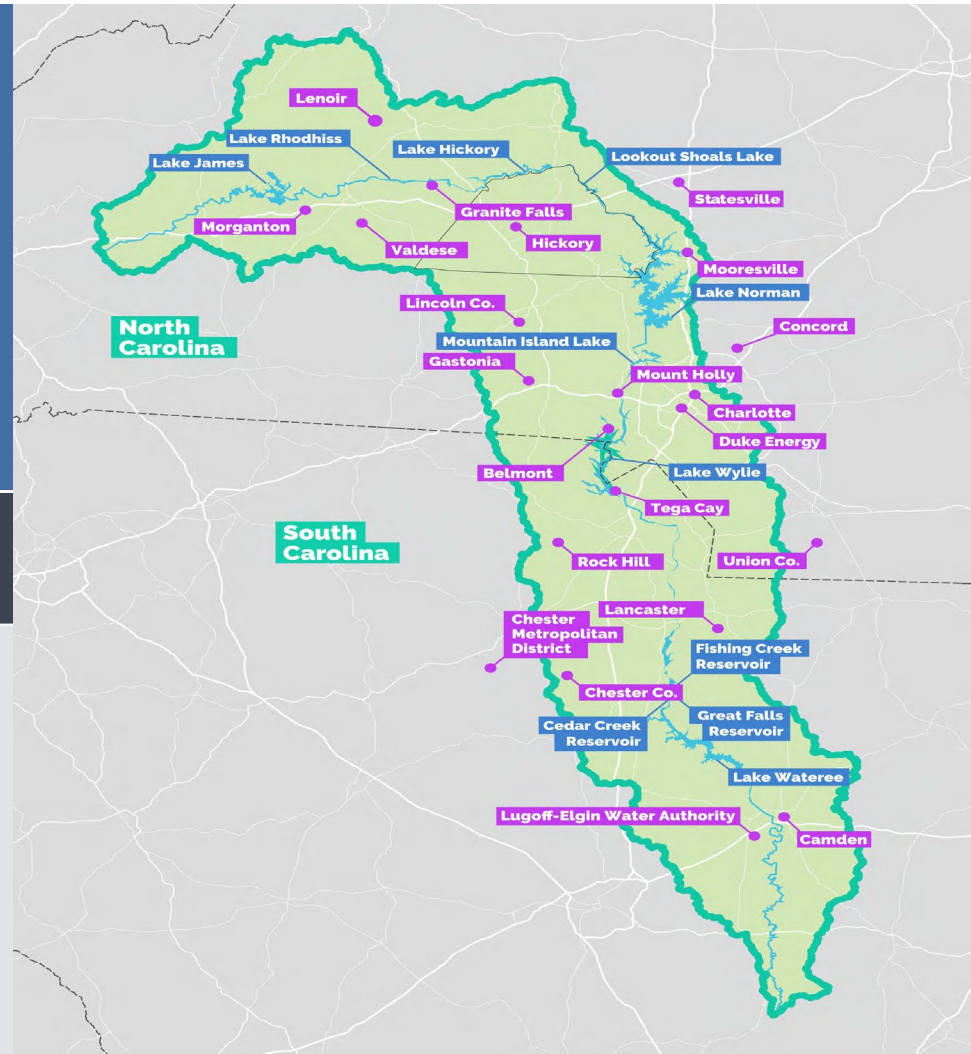 Lenoir
Lake Rhodhiss
Lake Hickory
Lake James
Lookout Shoals Lake
Statesville
Granite Falls
Morganton
Hickory
Valdese
Mooresville
Lake Norman
Lincoln Co.
North
Carolina
Concord
Mountain Island Lake
Gastonia
Mount Holly
Charlotte
Duke Energy
Belmont
Lake Wylie
Tega Cay
South
Carolina
Rock Hill
Union Co.
Lancaster
Chester
Metropolitan
District
Fishing Creek
Reservoir
Chester Co.
Great Falls
Reservoir
Cedar Creek
Reservoir
Lake Wateree
Lugoff-Elgin Water Authority
Camden